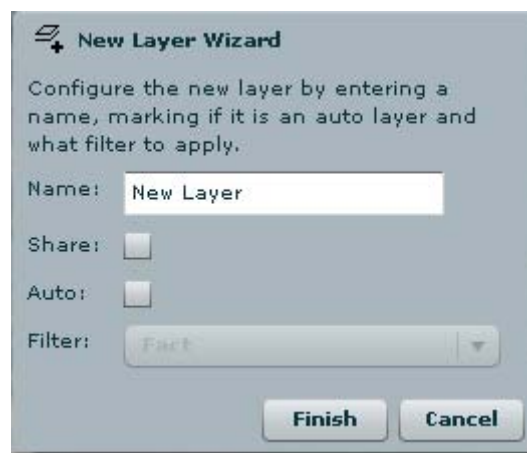 New Layer Wizard
Configure the new layer by entering a
name, marking if it is an auto layer and
what filter to apply.
Name: New Layer
Share:
Auto:
Filter: Fact
Finish Cancel